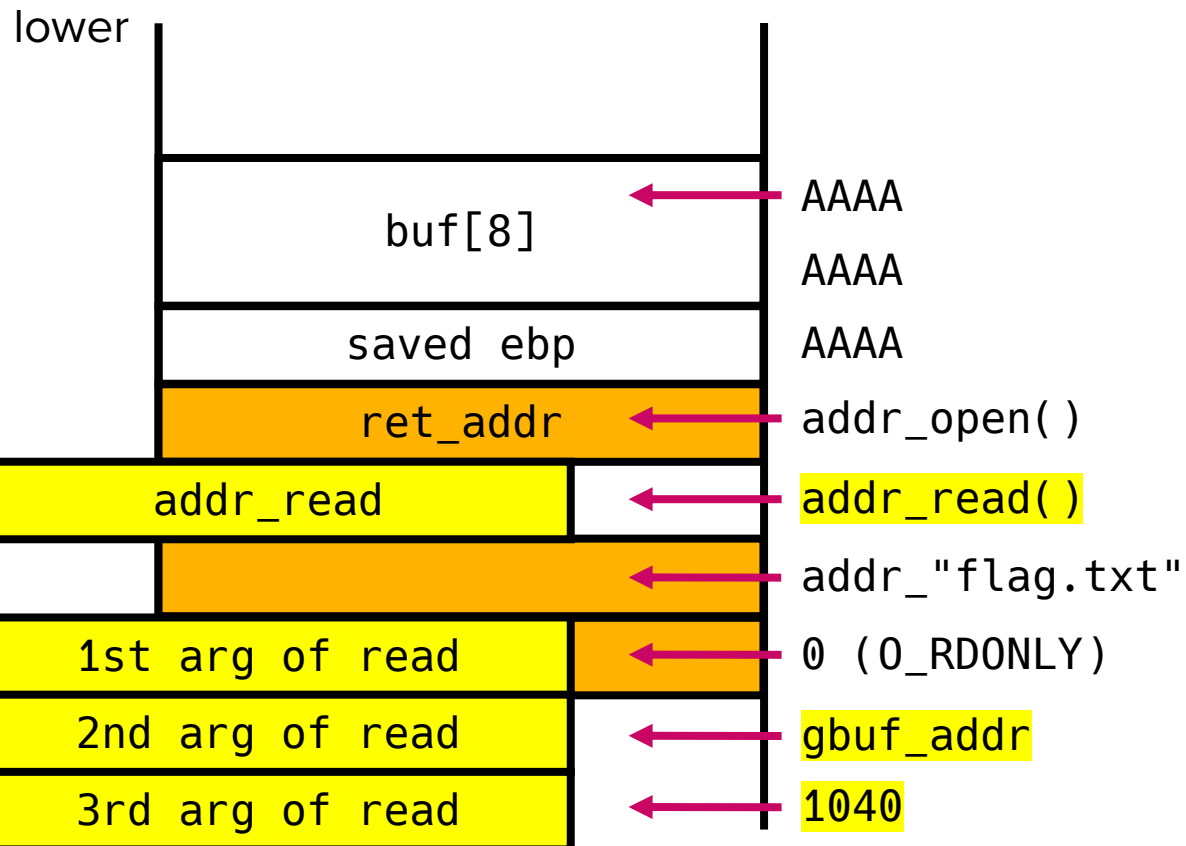 lower
AAAA
buf[8]
AAAA
saved ebp AAAA
ret_addr addr_open()
addr_read addr_read()
addr_"flag.txt"
1st arg of read 0 (O_RDONLY)
2nd arg of read gbuf_addr
3rd arg of read 1040